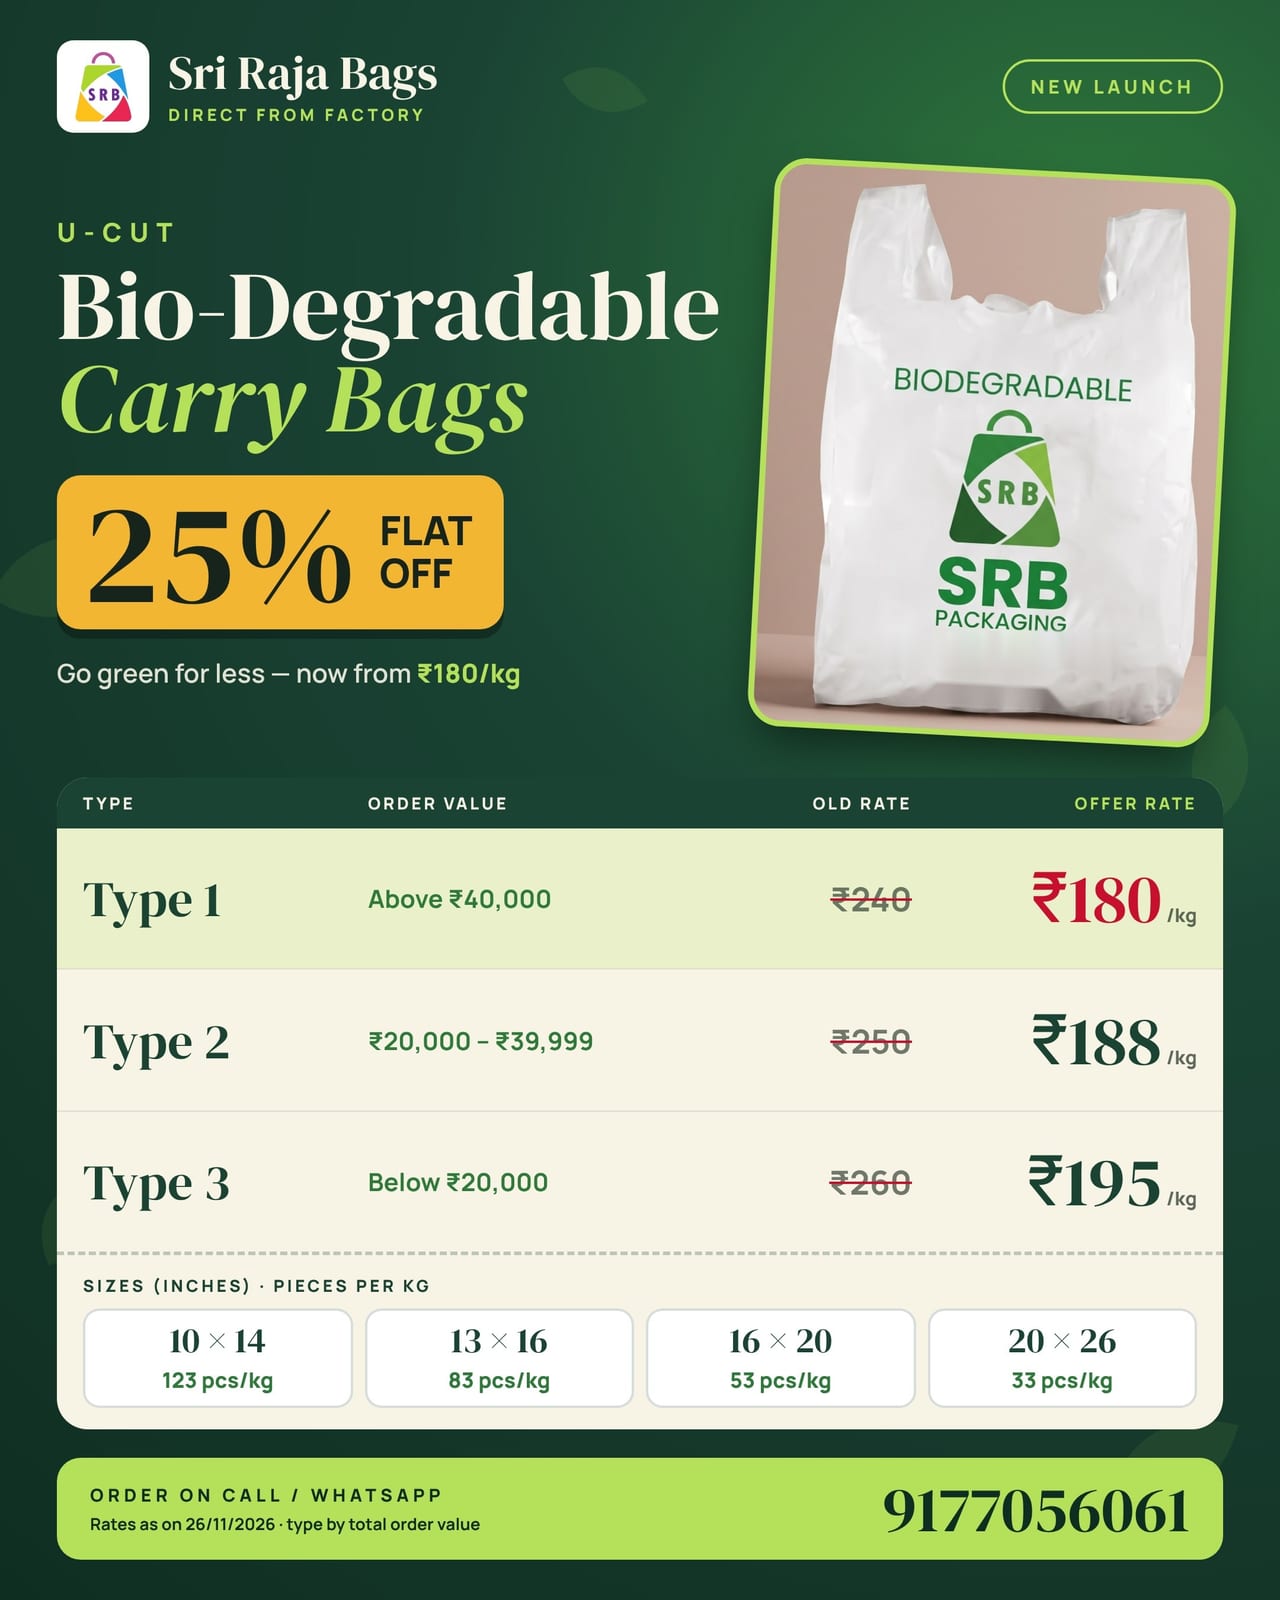 SRB
Sri Raja Bags
DIRECT FROM FACTORY
NEW LAUNCH
U-CUT
Bio-Degradable
Carry Bags
25% FLAT
OFF
Go green for less — now from ₹180/kg
BIODEGRADABLE
SRB
SRB
PACKAGING
TYPE ORDER VALUE OLD RATE OFFER RATE
Type 1 Above ₹40,000 ₹240 ₹180 /kg
Type 2 ₹20,000 – ₹39,999 ₹250 ₹188 /kg
Type 3 Below ₹20,000 ₹260 ₹195 /kg
SIZES (INCHES) · PIECES PER KG
10 × 14 13 × 16 16 × 20 20 × 26
123 pcs/kg 83 pcs/kg 53 pcs/kg 33 pcs/kg
ORDER ON CALL / WHATSAPP
Rates as on 26/11/2026 · type by total order value
9177056061